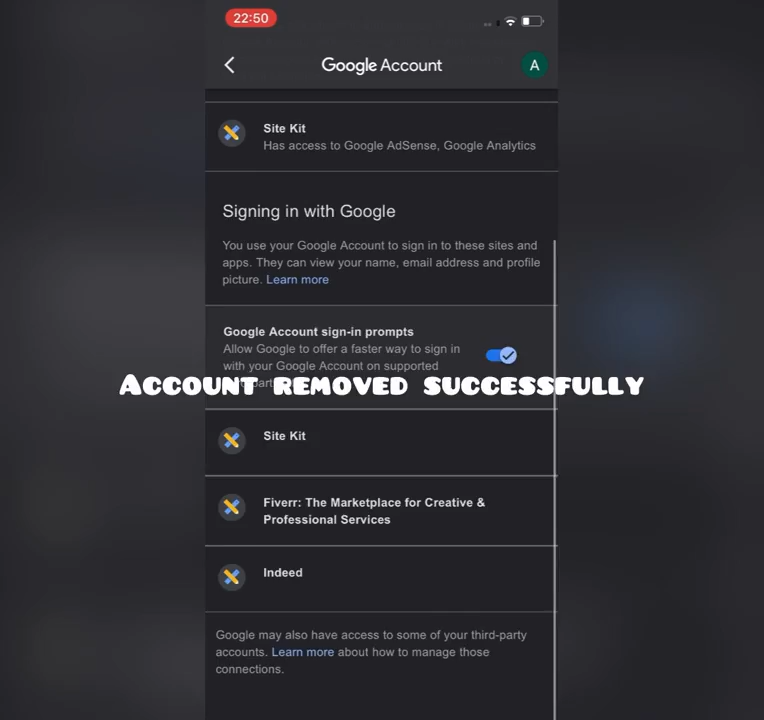 22:50
Google Account
A
Site Kit
Has access to Google AdSense, Google Analytics
Signing in with Google
You use your Google Account to sign in to these sites and
apps. They can view your name, email address and profile
picture. Learn more
Google Account sign-in prompts
Allow Google to offer a faster way to sign in
with your Google Account on supported
Account removed successfully
Site Kit
Fiverr: The Marketplace for Creative &
Professional Services
Indeed
Google may also have access to some of your third-party
accounts. Learn more about how to manage those
connections.